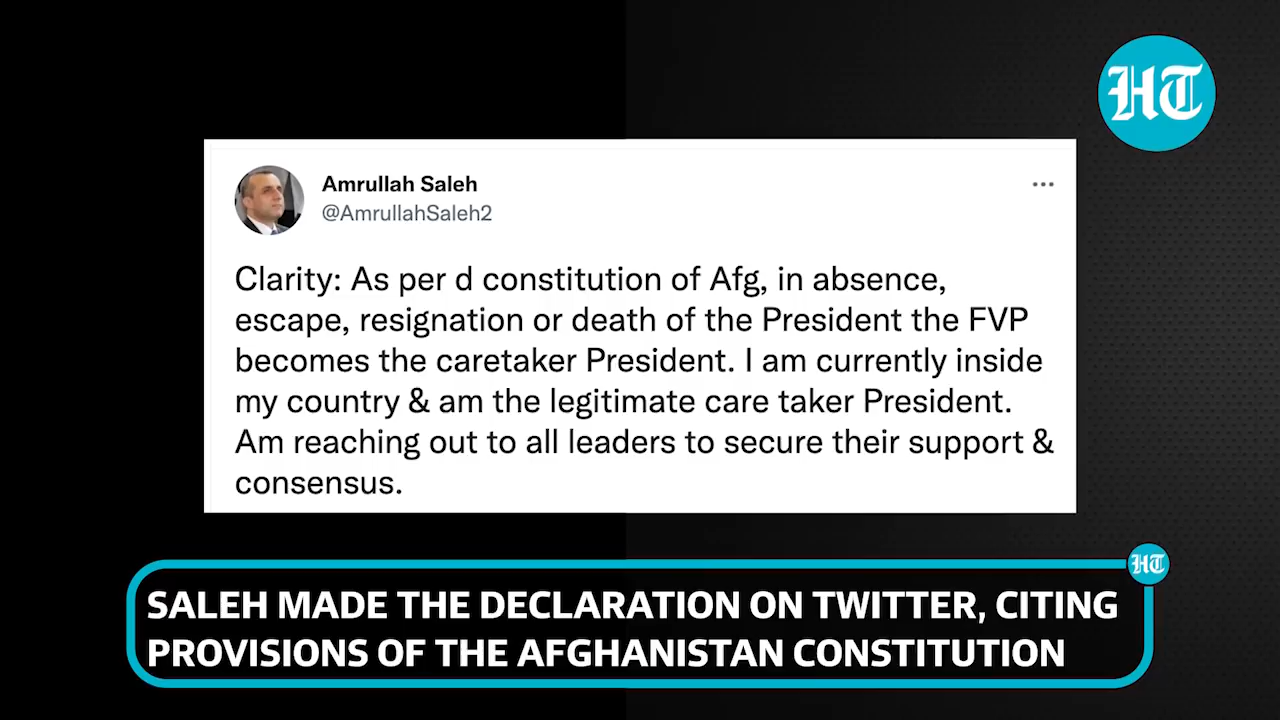 HT
Amrullah Saleh
@AmrullahSaleh2
Clarity: As per d constitution of Afg, in absence,
escape, resignation or death of the President the FVP
becomes the caretaker President. I am currently inside
my country & am the legitimate care taker President.
Am reaching out to all leaders to secure their support &
consensus.
HT
SALEH MADE THE DECLARATION ON TWITTER, CITING
PROVISIONS OF THE AFGHANISTAN CONSTITUTION